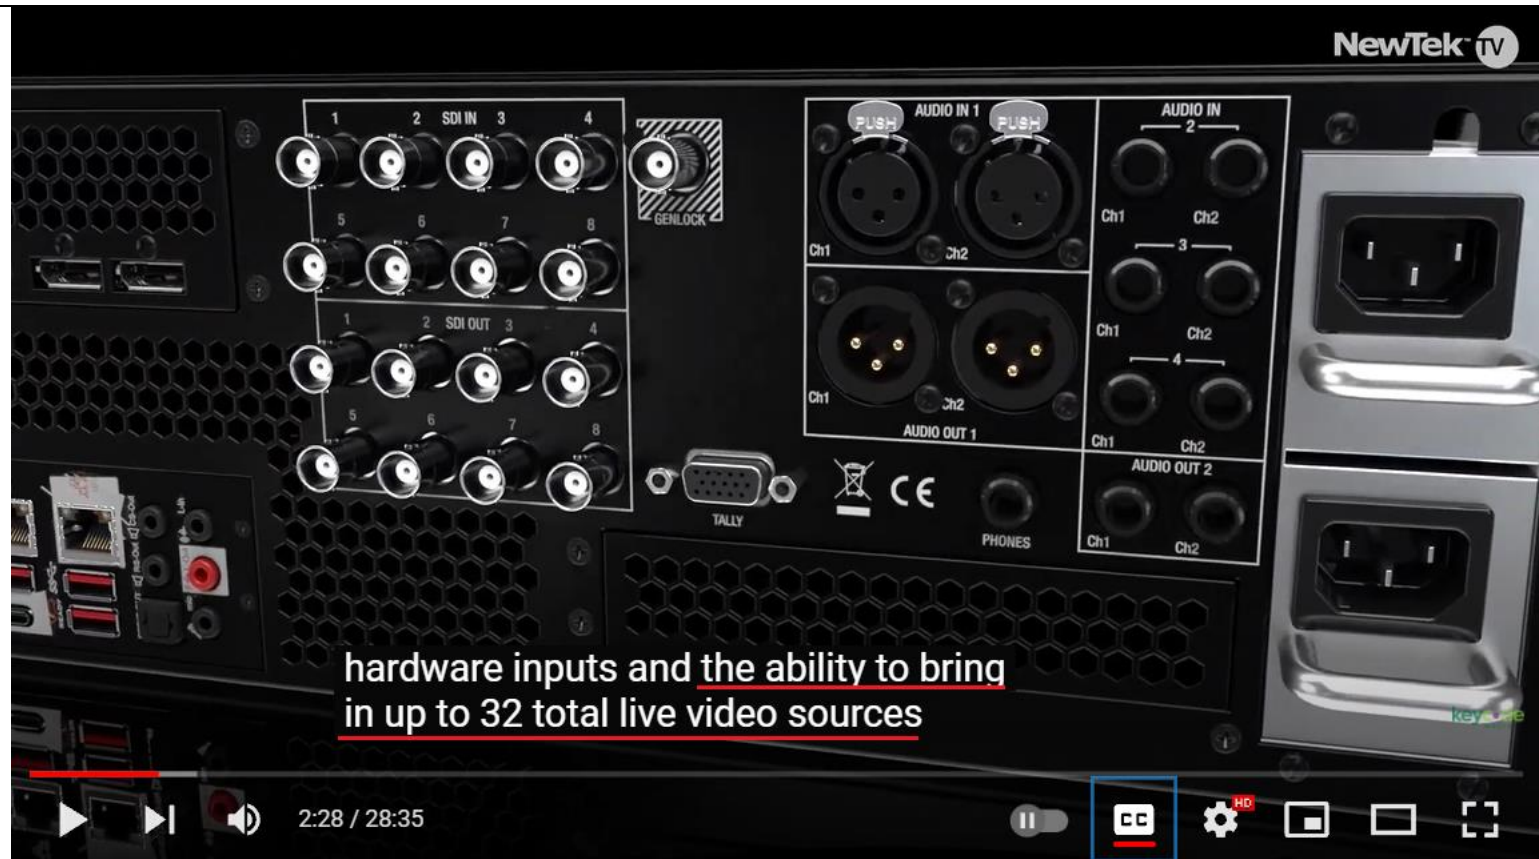 NewTek™ TV
1 2 SDI IN 3 4
5 6 7 8
GENLOCK
1 2 SDI OUT 3 4
5 6 7 8
AUDIO IN 1
PUSH PUSH
Ch1 Ch2
Ch1 Ch2
AUDIO OUT 1
AUDIO IN
2
Ch1 Ch2
3
Ch1 Ch2
4
Ch1 Ch2
AUDIO OUT 2
Ch1 Ch2
TALLY
CE
PHONES
hardware inputs and the ability to bring
in up to 32 total live video sources
keycode
2:28 / 28:35
CC
HD